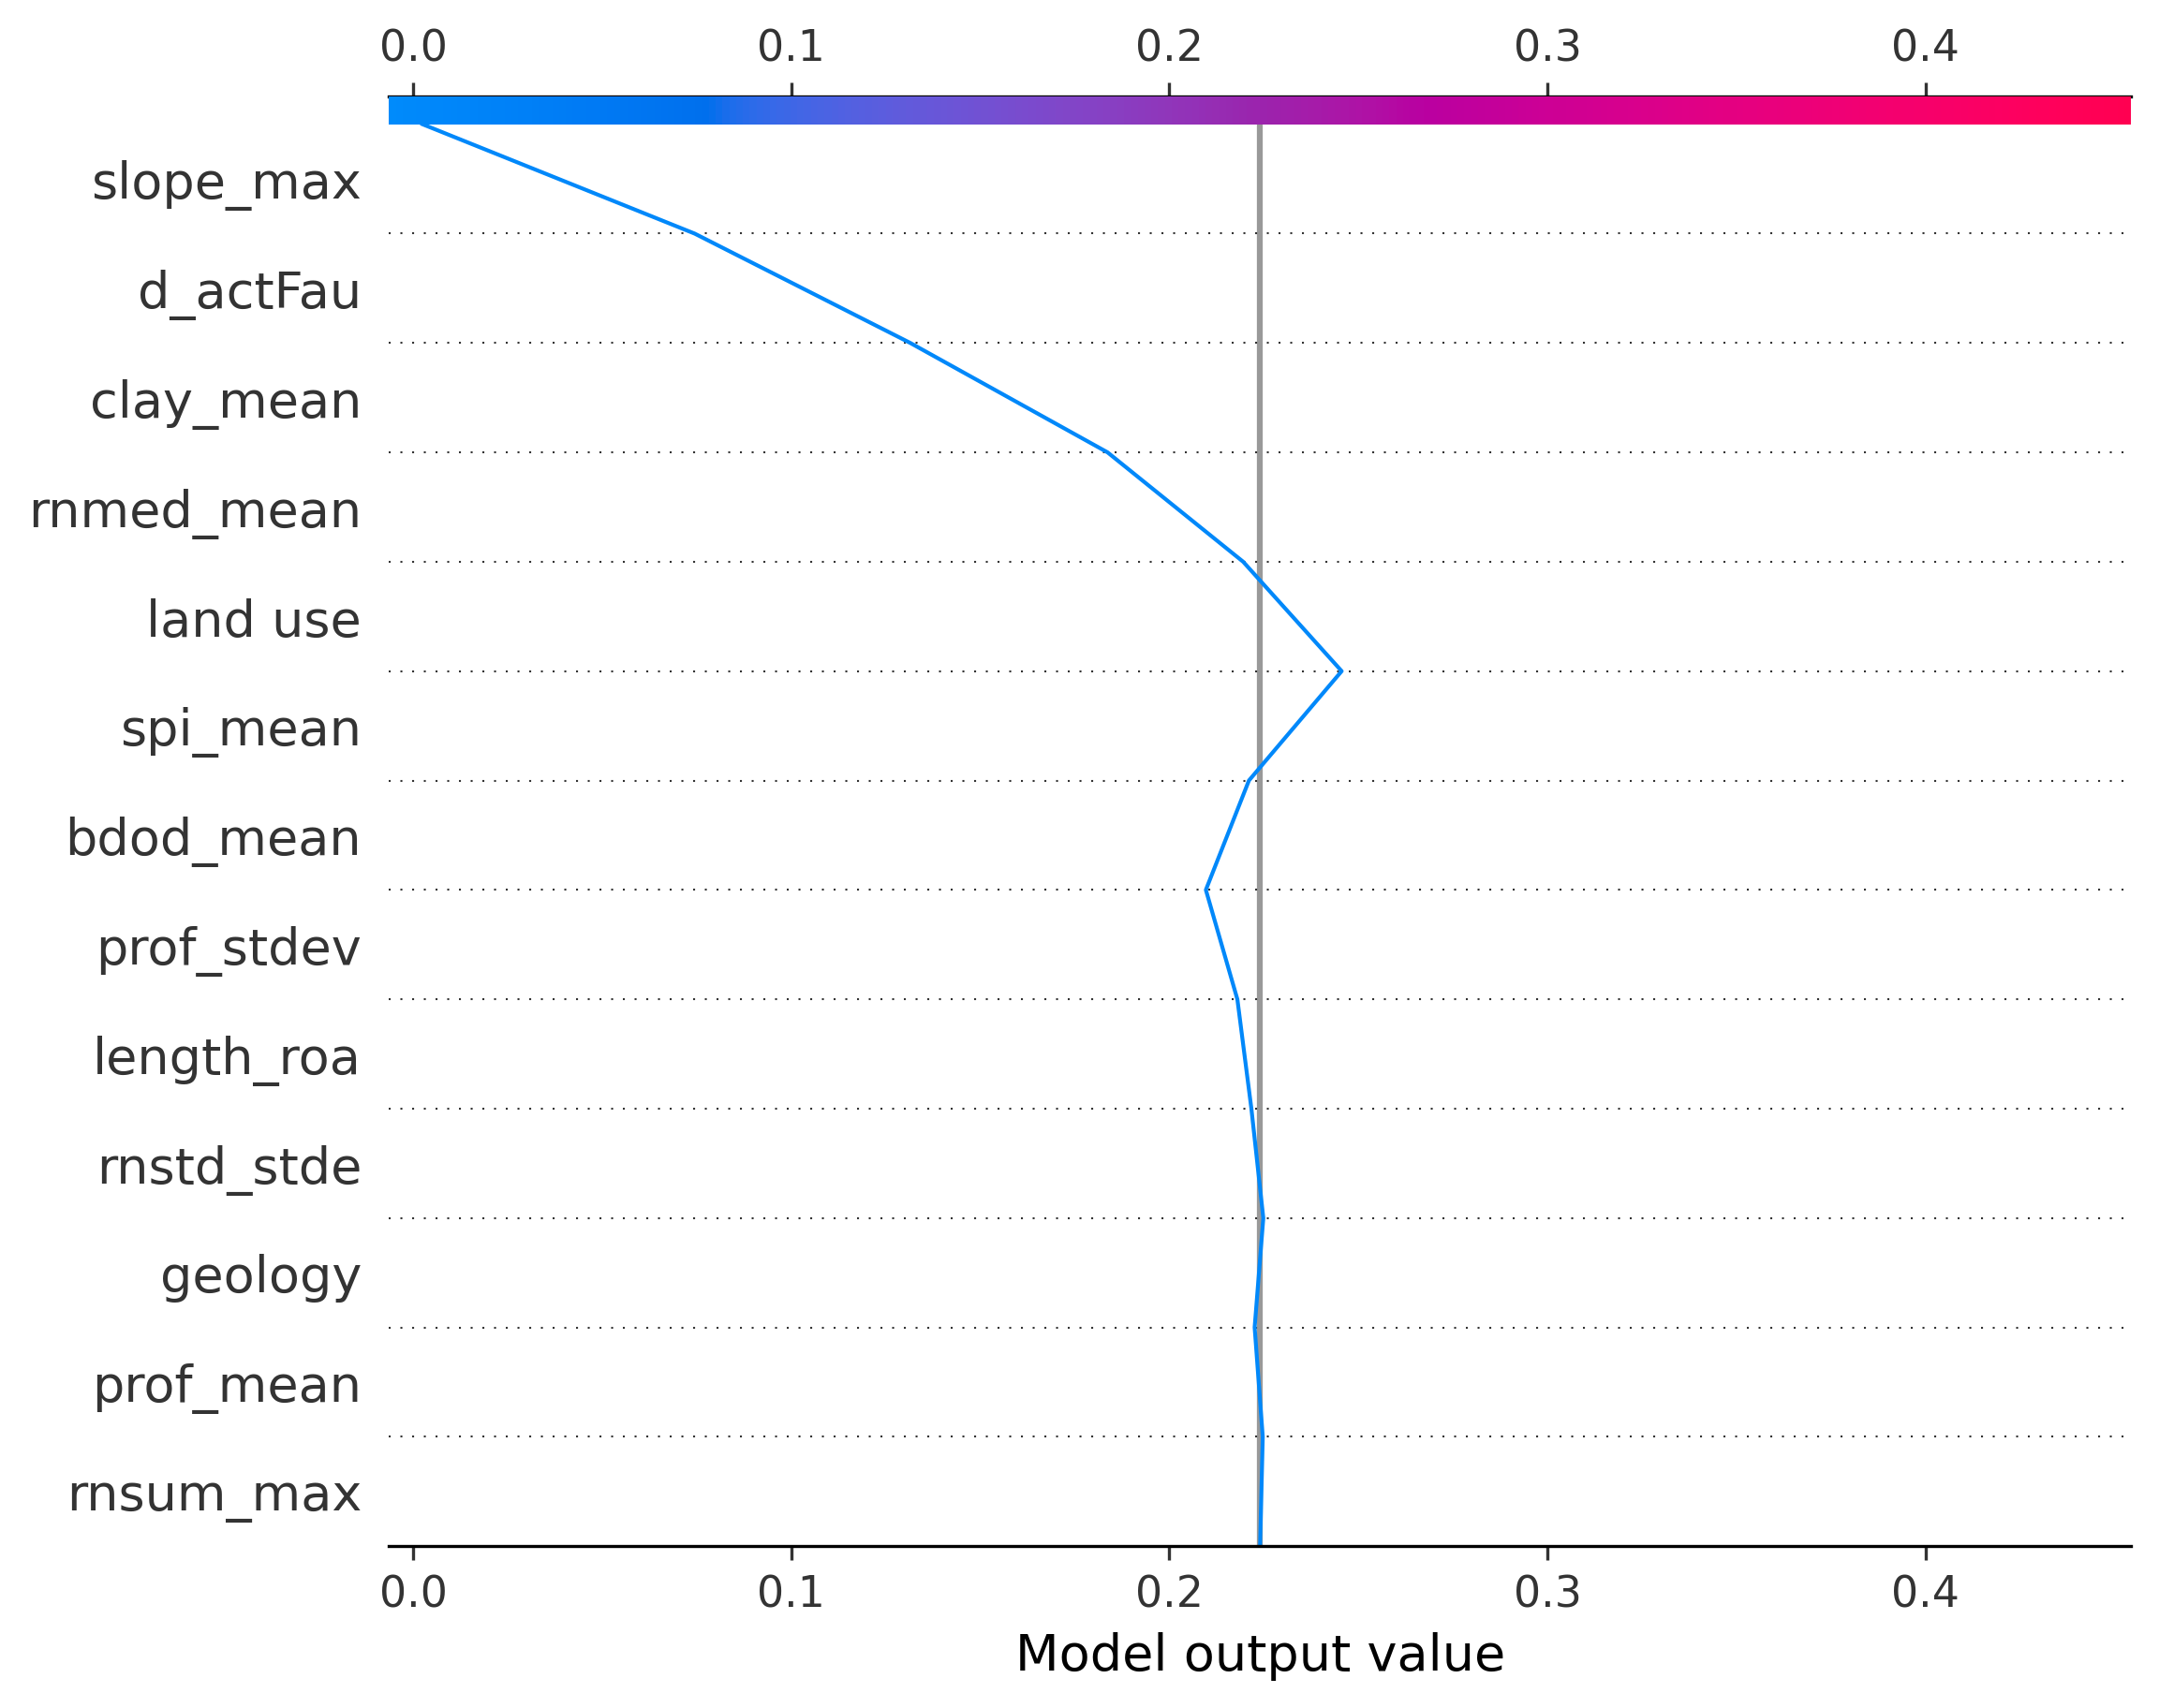 0.0 0.1 0.2 0.3 0.4
slope_max
d_actFau
clay_mean
rnmed_mean
land use
spi_mean
bdod_mean
prof_stdev
length_roa
rnstd_stde
geology
prof_mean
rnsum_max
0.0 0.1 0.2 0.3 0.4
Model output value